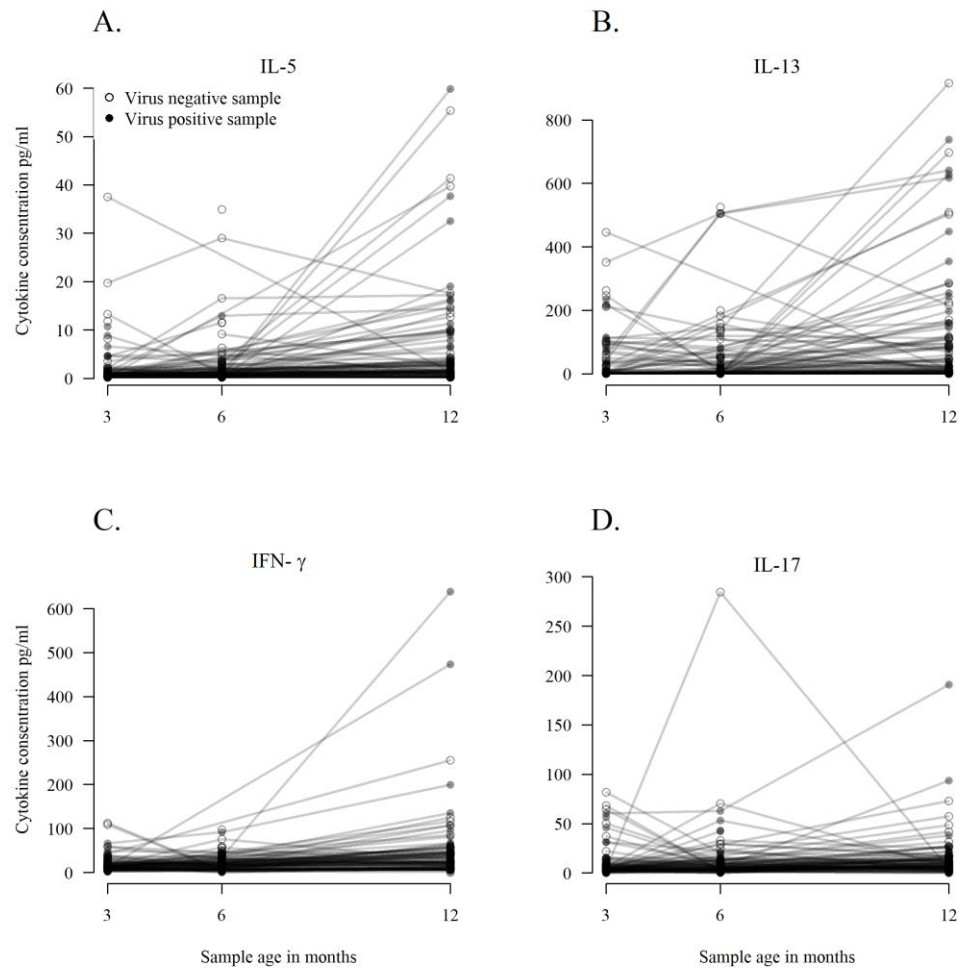 A.
IL-5
Cytokine consentration pg/ml
60
50
40
30
20
10
0
○ Virus negative sample
● Virus positive sample
3 6 12
B.
IL-13
800
600
400
200
0
3 6 12
C.
IFN- γ
Cytokine consentration pg/ml
600
500
400
300
200
100
0
3 6 12
Sample age in months
D.
IL-17
300
250
200
150
100
50
0
3 6 12
Sample age in months